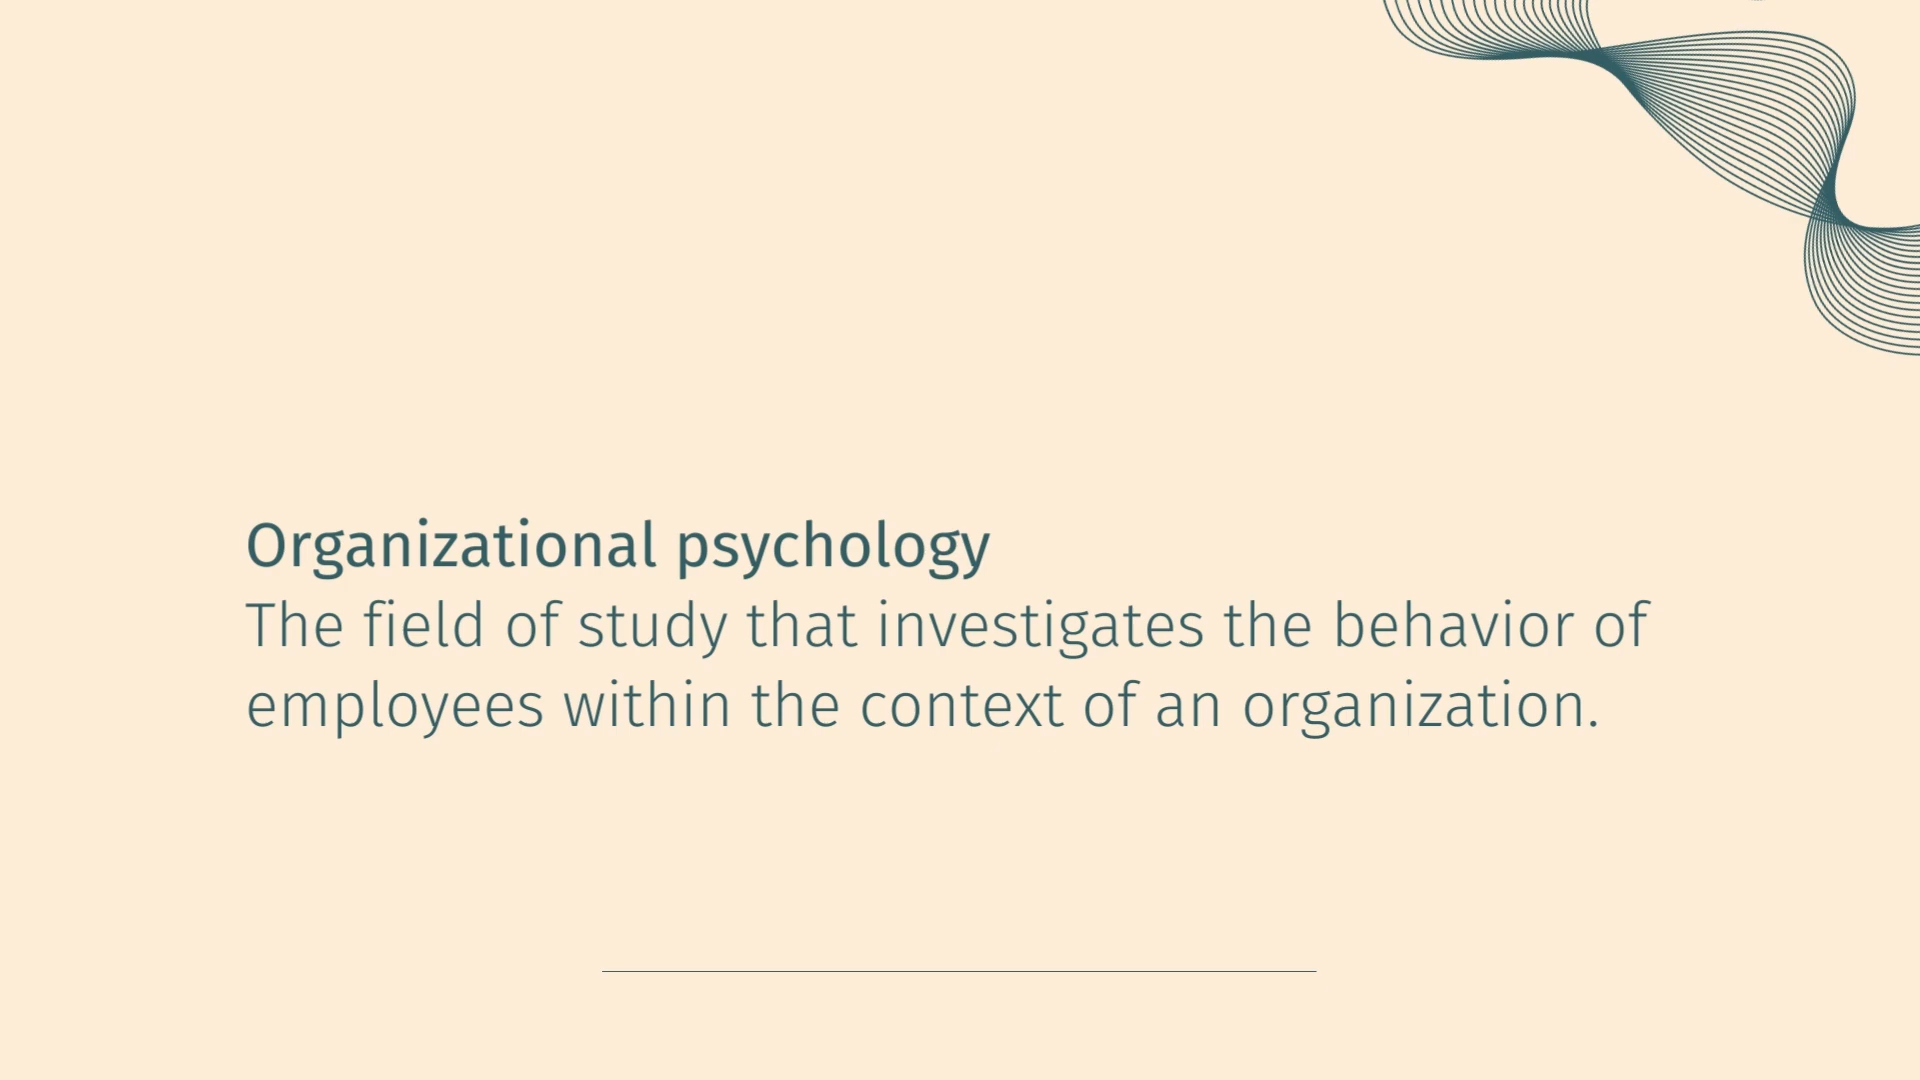 Organizational psychology
The field of study that investigates the behavior of
employees within the context of an organization.